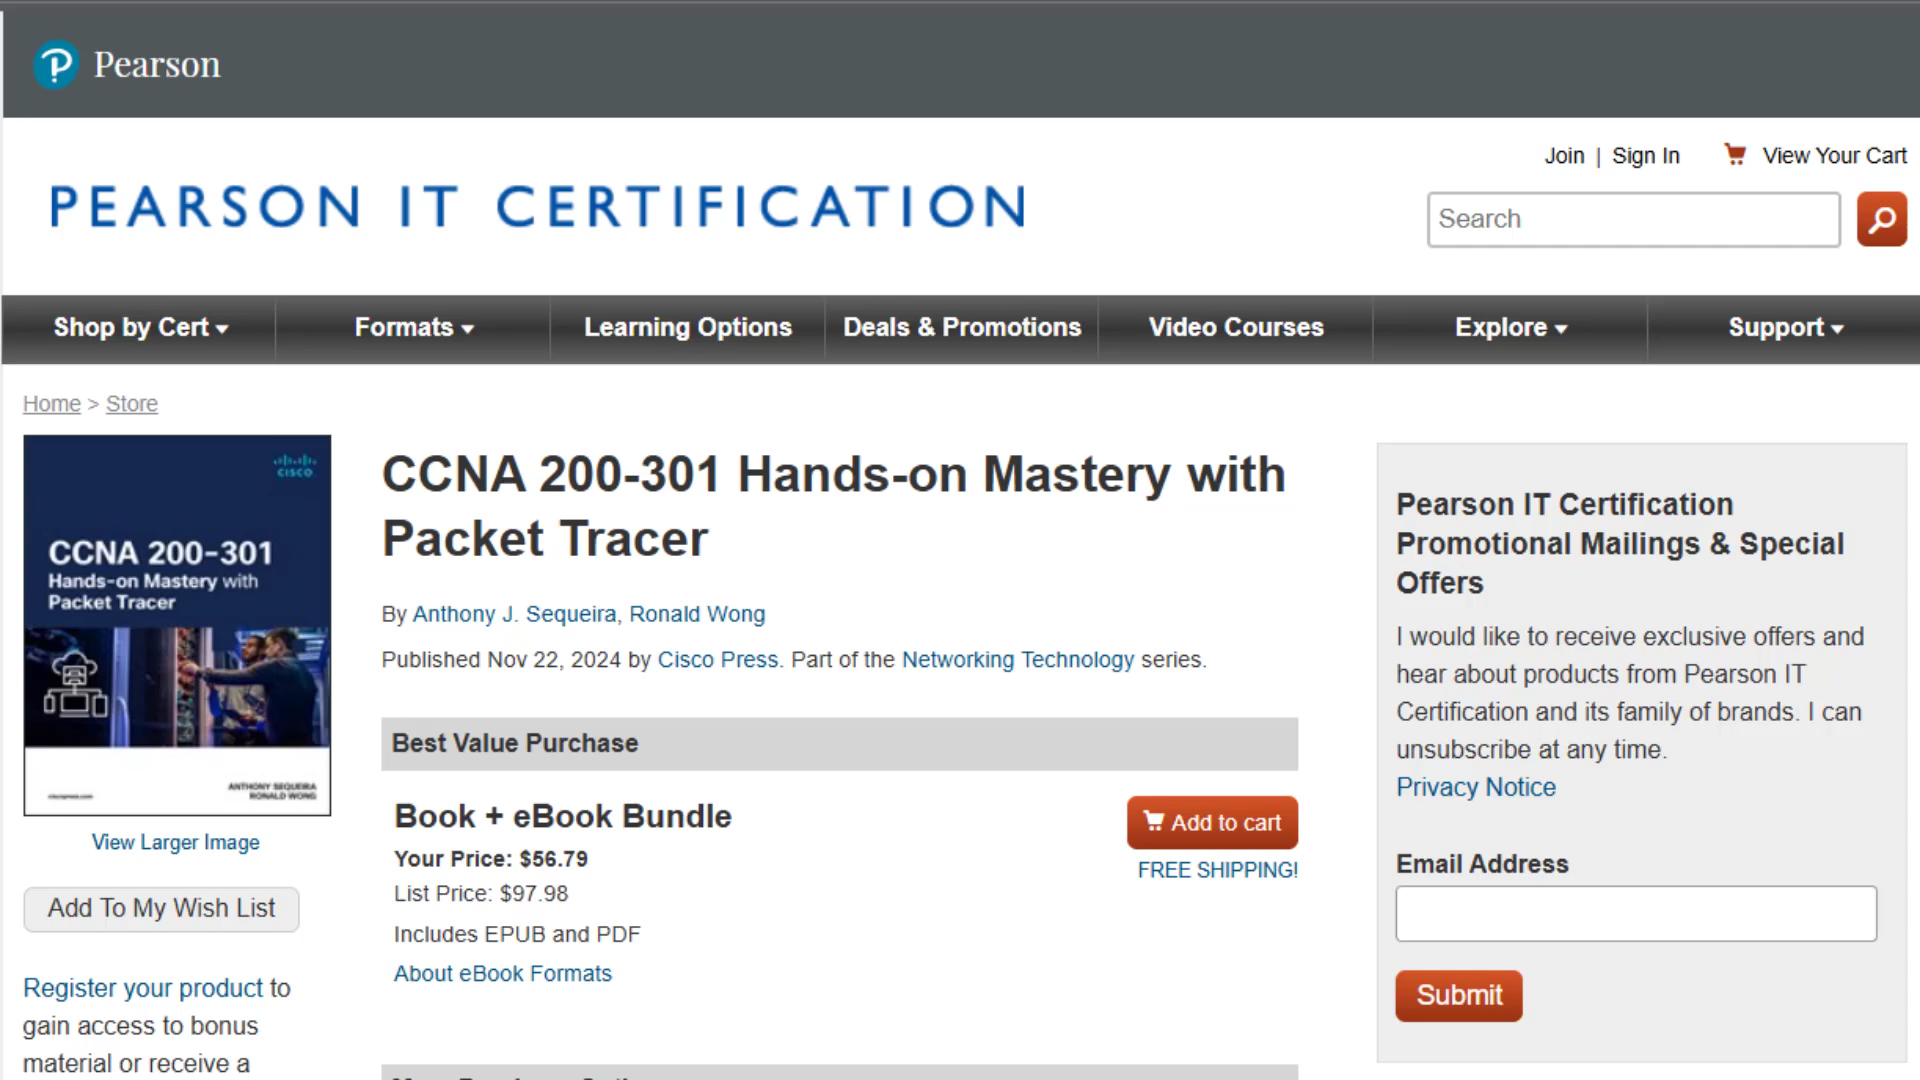 Pearson
Join | Sign In View Your Cart
PEARSON IT CERTIFICATION
Search
Shop by Cert
Formats
Learning Options
Deals & Promotions
Video Courses
Explore
Support
Home > Store
CISCO
CCNA 200-301
Hands-on Mastery with
Packet Tracer
ANTHONY SEQUEIRA
RONALD WONG
View Larger Image
Add To My Wish List
Register your product to
gain access to bonus
material or receive a
CCNA 200-301 Hands-on Mastery with
Packet Tracer
By Anthony J. Sequeira, Ronald Wong
Published Nov 22, 2024 by Cisco Press. Part of the Networking Technology series.
Best Value Purchase
Book + eBook Bundle
Your Price: $56.79
List Price: $97.98
Includes EPUB and PDF
About eBook Formats
Add to cart
FREE SHIPPING!
Pearson IT Certification
Promotional Mailings & Special
Offers
I would like to receive exclusive offers and
hear about products from Pearson IT
Certification and its family of brands. I can
unsubscribe at any time.
Privacy Notice
Email Address
Submit